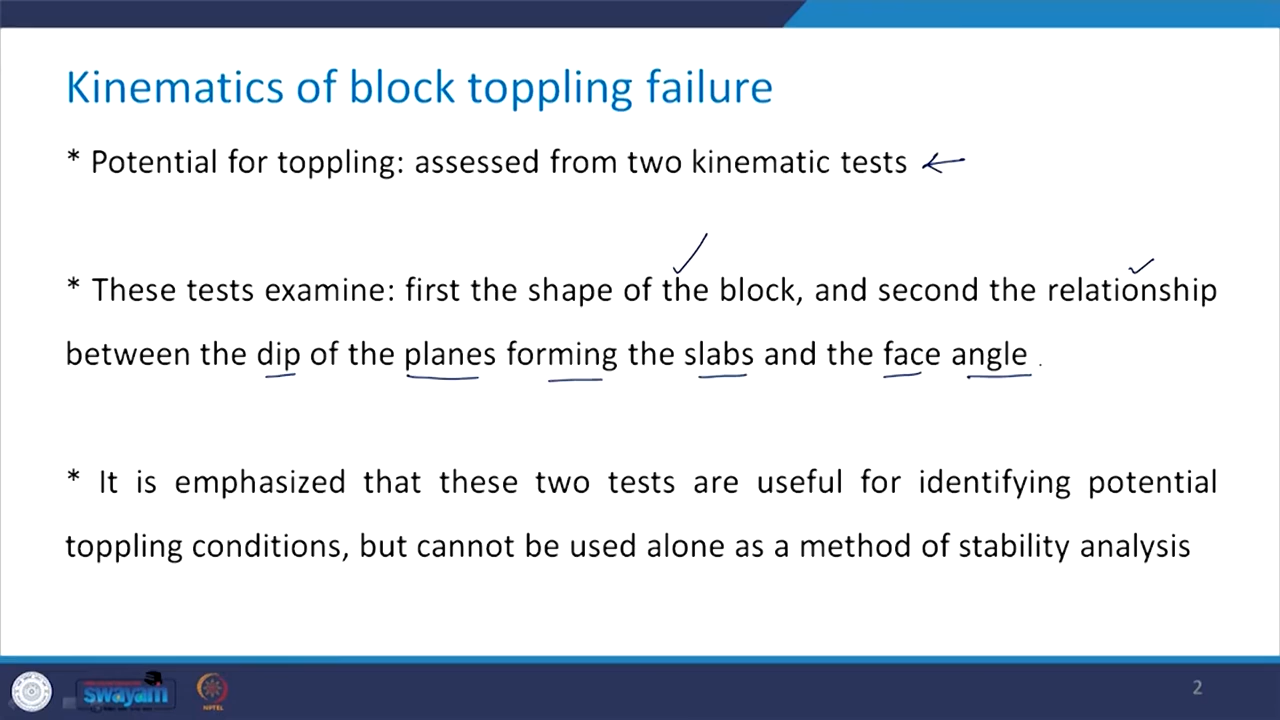 Kinematics of block toppling failure
* Potential for toppling: assessed from two kinematic tests
* These tests examine: first the shape of the block, and second the relationship
between the dip of the planes forming the slabs and the face angle
* It is emphasized that these two tests are useful for identifying potential
toppling conditions, but cannot be used alone as a method of stability analysis
swayam
NPTEL
2